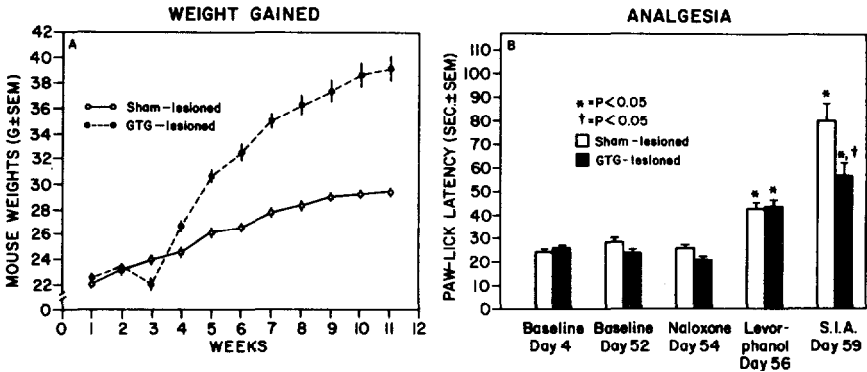 WEIGHT GAINED
A
MOUSE WEIGHTS (G±SEM)
42
40
38
36
34
32
30
28
26
24
22
0
Sham-lesioned
GTG-lesioned
0 1 2 3 4 5 6 7 8 9 10 11 12
WEEKS
ANALGESIA
B
PAW-LICK LATENCY (SEC.±SEM)
110
100
90
80
70
60
50
40
30
20
10
0
* =P<0.05
† =P<0.05
Sham-lesioned
GTG-lesioned
*
*
*
*, †
Baseline
Day 4
Baseline
Day 52
Naloxone
Day 54
Levor-
phanol
Day 56
S.I.A.
Day 59